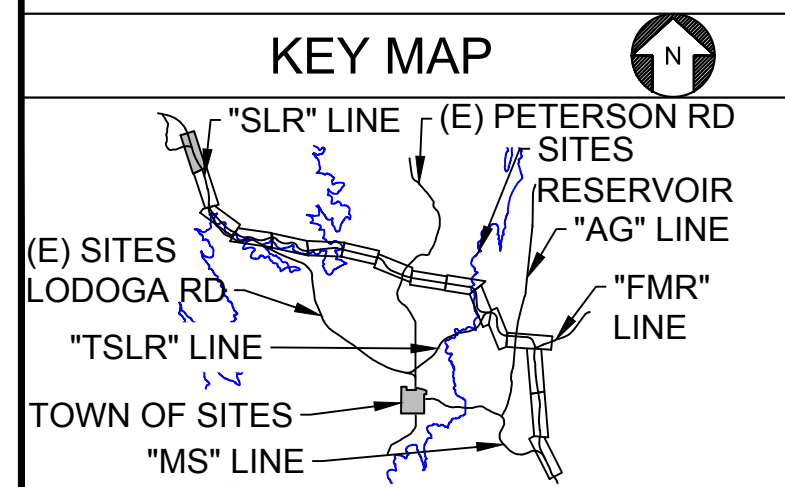 KEY MAP
N
"SLR" LINE
(E) PETERSON RD
SITES
RESERVOIR
"AG" LINE
(E) SITES
LODOGA RD
"FMR"
LINE
"TSLR" LINE
TOWN OF SITES
"MS" LINE